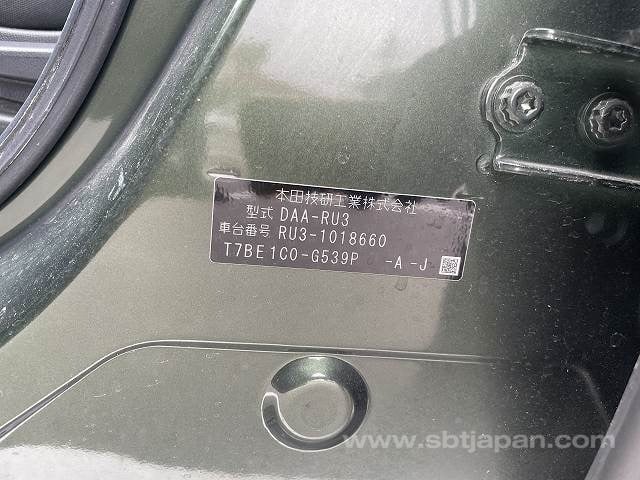 本田技研工業株式会社
型式 DAA-RU3
車台番号 RU3-1018660
T7BE1C0-G539P -A-J
www.sbtjapan.com